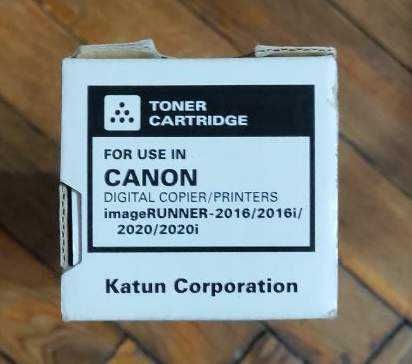 TONER
CARTRIDGE
FOR USE IN
CANON
DIGITAL COPIER/PRINTERS
imageRUNNER-2016/2016i/
2020/2020i
Katun Corporation